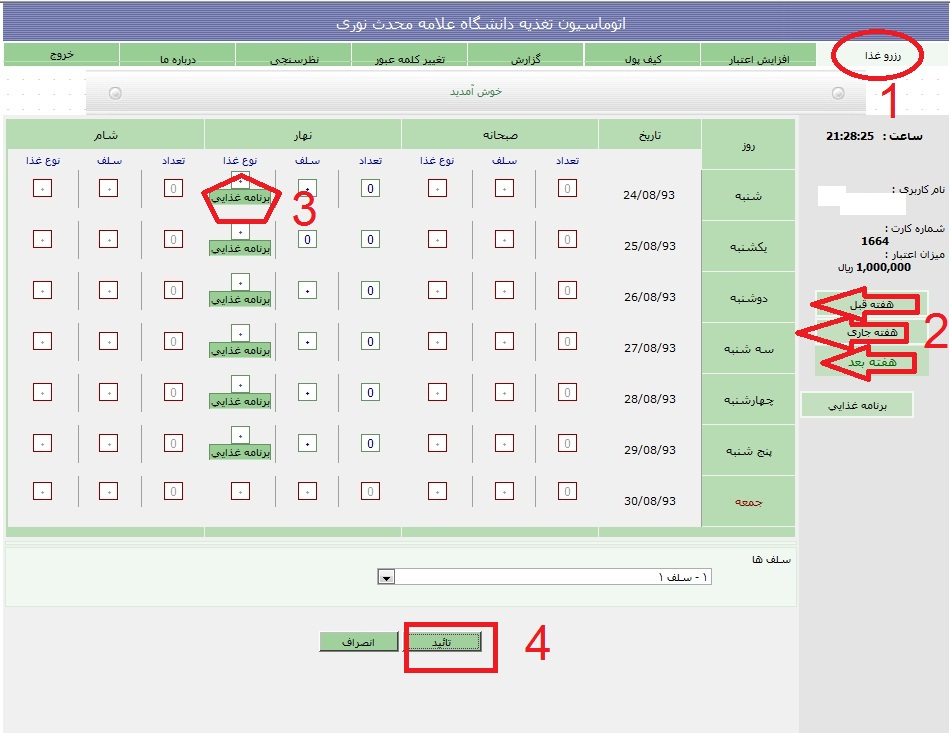 اتوماسیون تغذیه دانشگاه علامه محدث نوری
رزرو غذا افزایش اعتبار کیف پول گزارش تغییر کلمه عبور نظرسنجی درباره ما خروج
1
خوش آمدید
ساعت : 21:28:25
نام کاربری :
شماره کارت :
1664
میزان اعتبار :
1,000,000 ریال
هفته قبل
هفته جاری
هفته بعد
2
برنامه غذایی
روز تاریخ صبحانه نهار شام
تعداد سلف نوع غذا تعداد سلف نوع غذا تعداد سلف نوع غذا
شنبه 24/08/93 0 ۰ ۰ 0 ۰ ۰ 0 ۰ ۰
برنامه غذایی
3
یکشنبه 25/08/93 0 ۰ ۰ 0 0 ۰ 0 ۰ ۰
برنامه غذایی
دوشنبه 26/08/93 0 ۰ ۰ 0 ۰ ۰ 0 ۰ ۰
برنامه غذایی
سه شنبه 27/08/93 0 ۰ ۰ 0 ۰ ۰ 0 ۰ ۰
برنامه غذایی
چهارشنبه 28/08/93 0 ۰ ۰ 0 ۰ ۰ 0 ۰ ۰
برنامه غذایی
پنج شنبه 29/08/93 0 ۰ ۰ 0 ۰ ۰ 0 ۰ ۰
برنامه غذایی
جمعه 30/08/93 0 ۰ ۰ 0 ۰ ۰ 0 ۰ ۰
سلف ها
۱ - سلف ۱
تائید انصراف
4